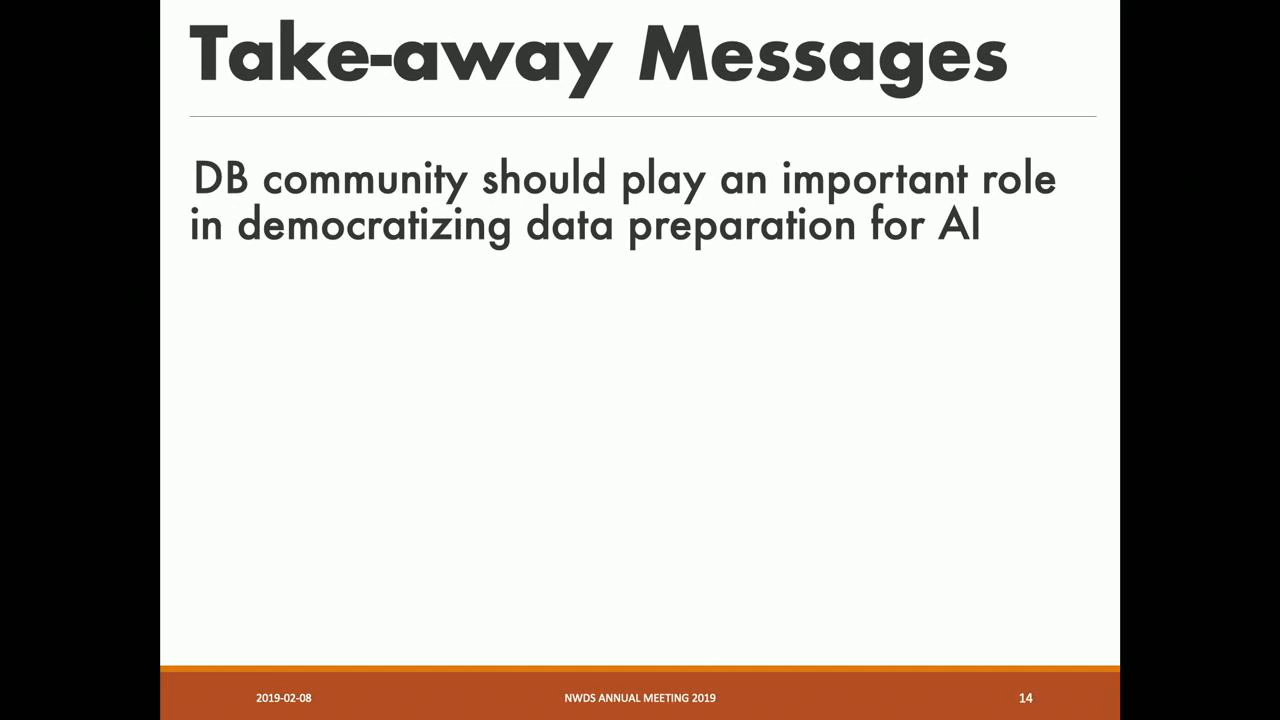 Take-away Messages
DB community should play an important role
in democratizing data preparation for AI
2019-02-08
NWDS ANNUAL MEETING 2019
14